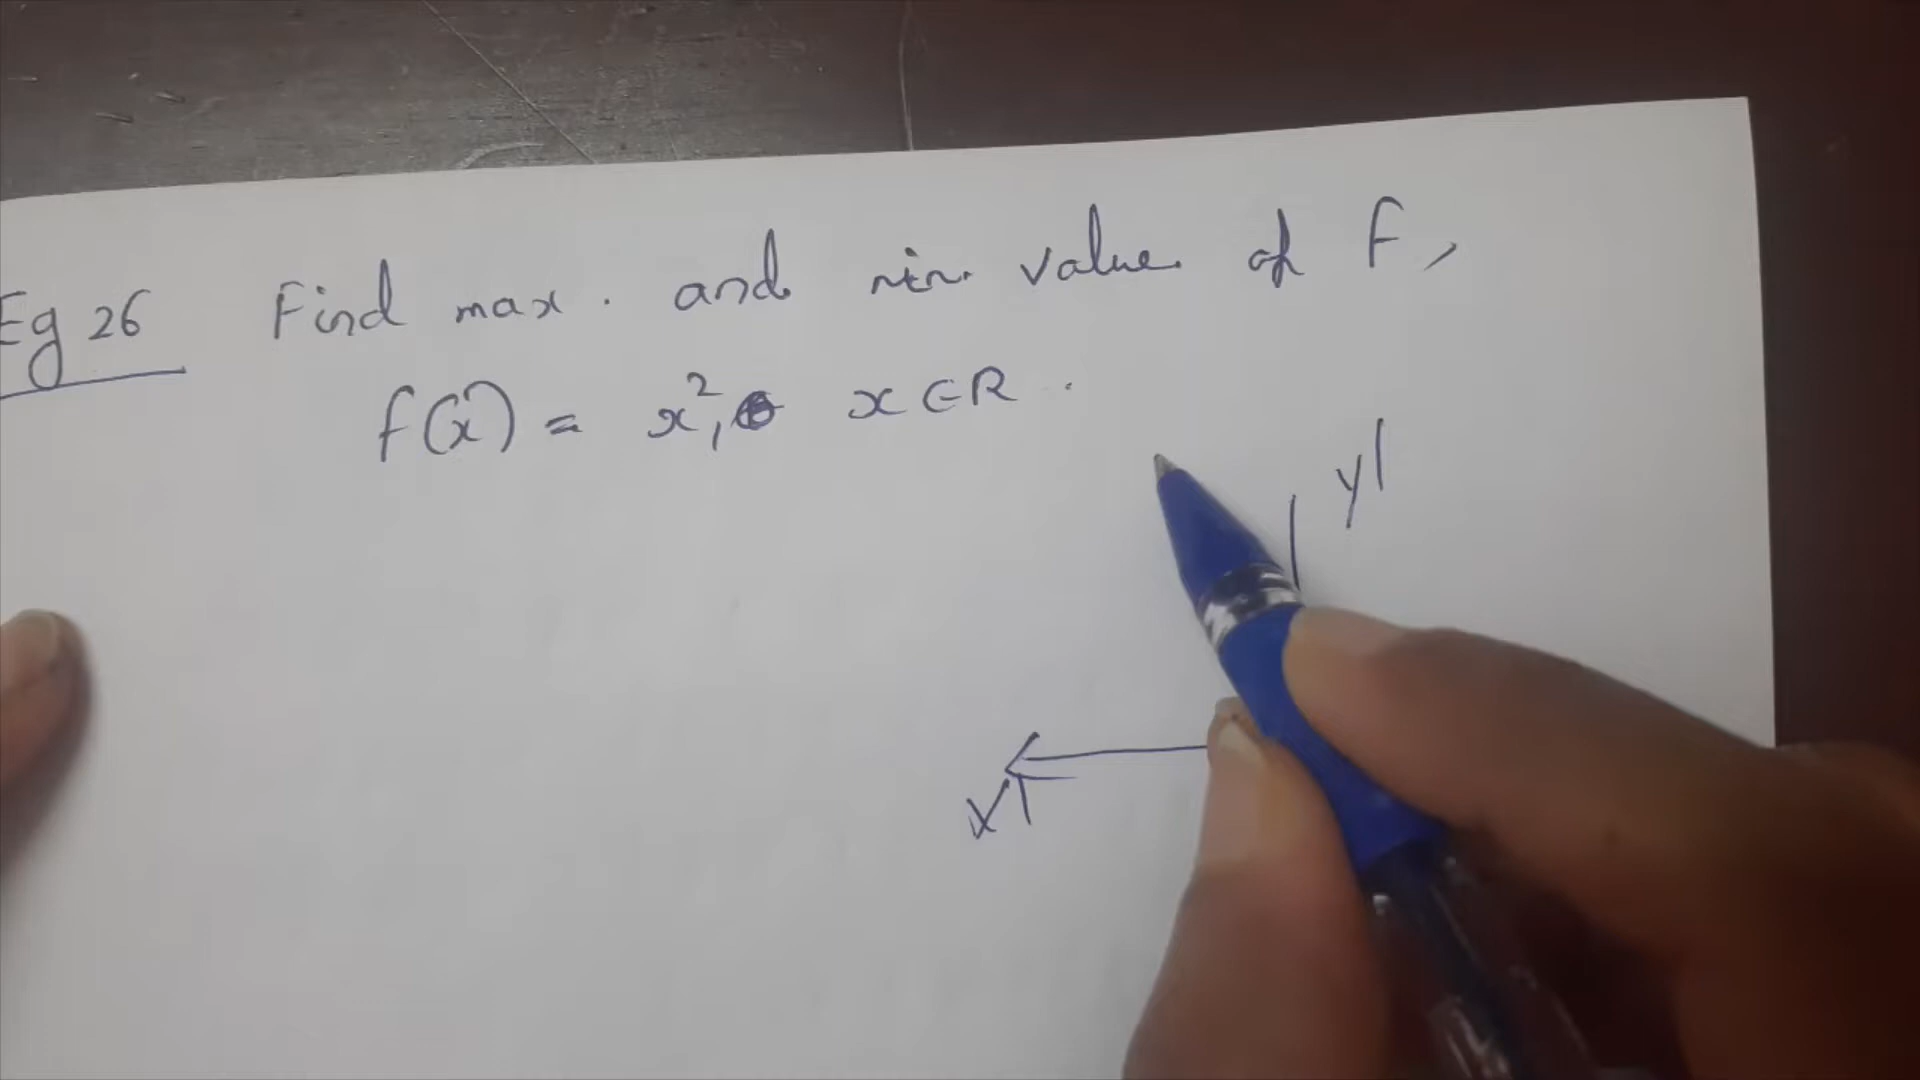 Eg 26 Find max. and min. value of f,
f(x) = x², x ∈ R.
y|
x|